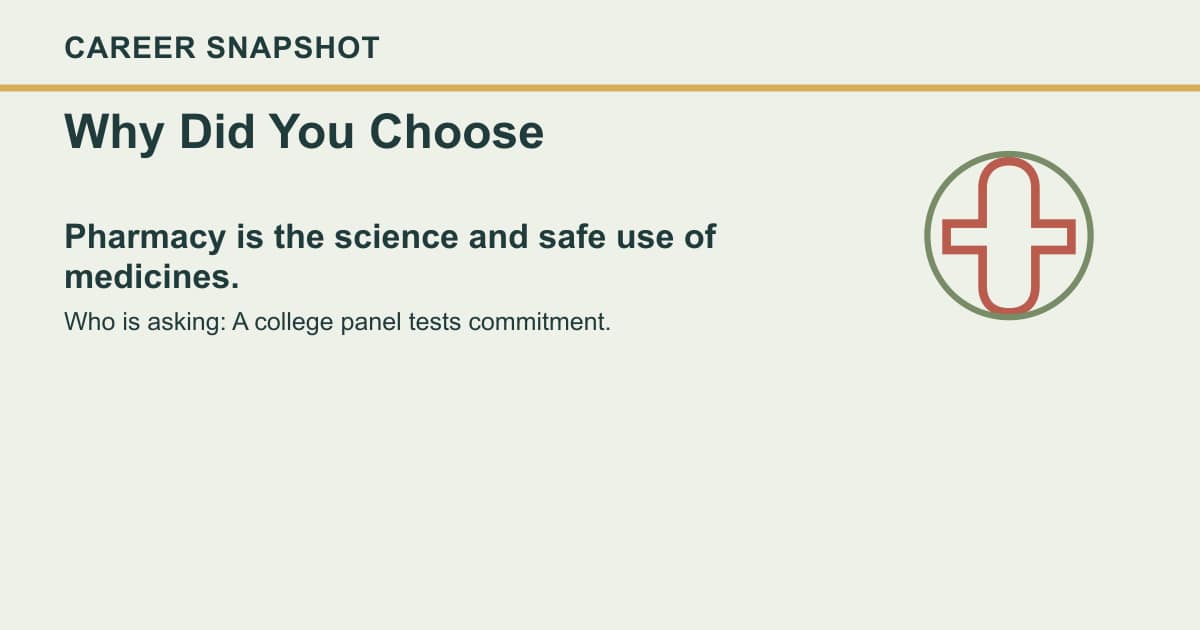 CAREER SNAPSHOT
Why Did You Choose
Pharmacy is the science and safe use of
medicines.
Who is asking: A college panel tests commitment.